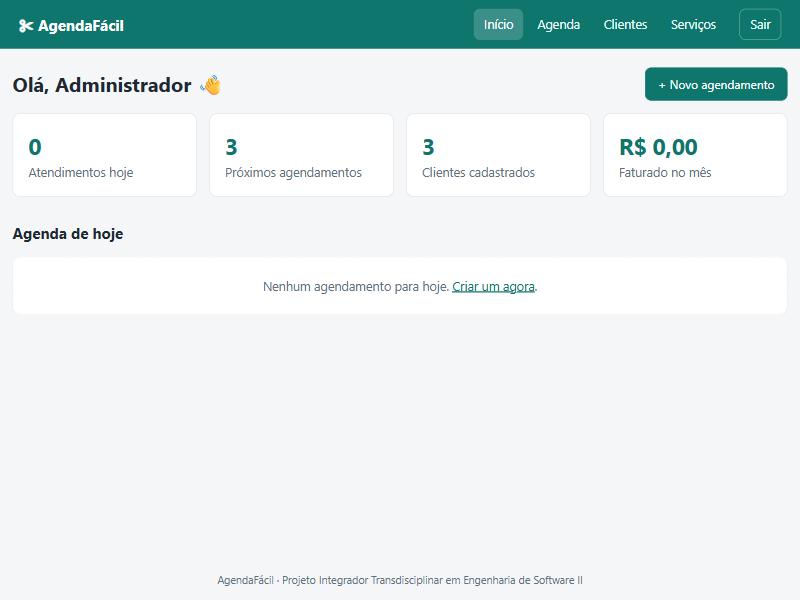 AgendaFácil
Início
Agenda
Clientes
Serviços
Sair
Olá, Administrador 👋
+ Novo agendamento
0
Atendimentos hoje
3
Próximos agendamentos
3
Clientes cadastrados
R$ 0,00
Faturado no mês
Agenda de hoje
Nenhum agendamento para hoje. Criar um agora.
AgendaFácil · Projeto Integrador Transdisciplinar em Engenharia de Software II